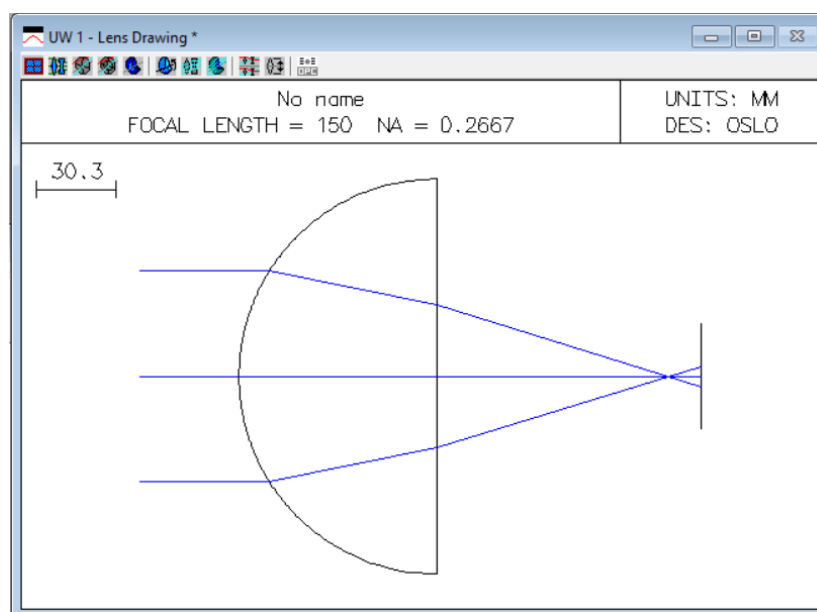 UW 1 - Lens Drawing *
No name
FOCAL LENGTH = 150 NA = 0.2667
UNITS: MM
DES: OSLO
30.3